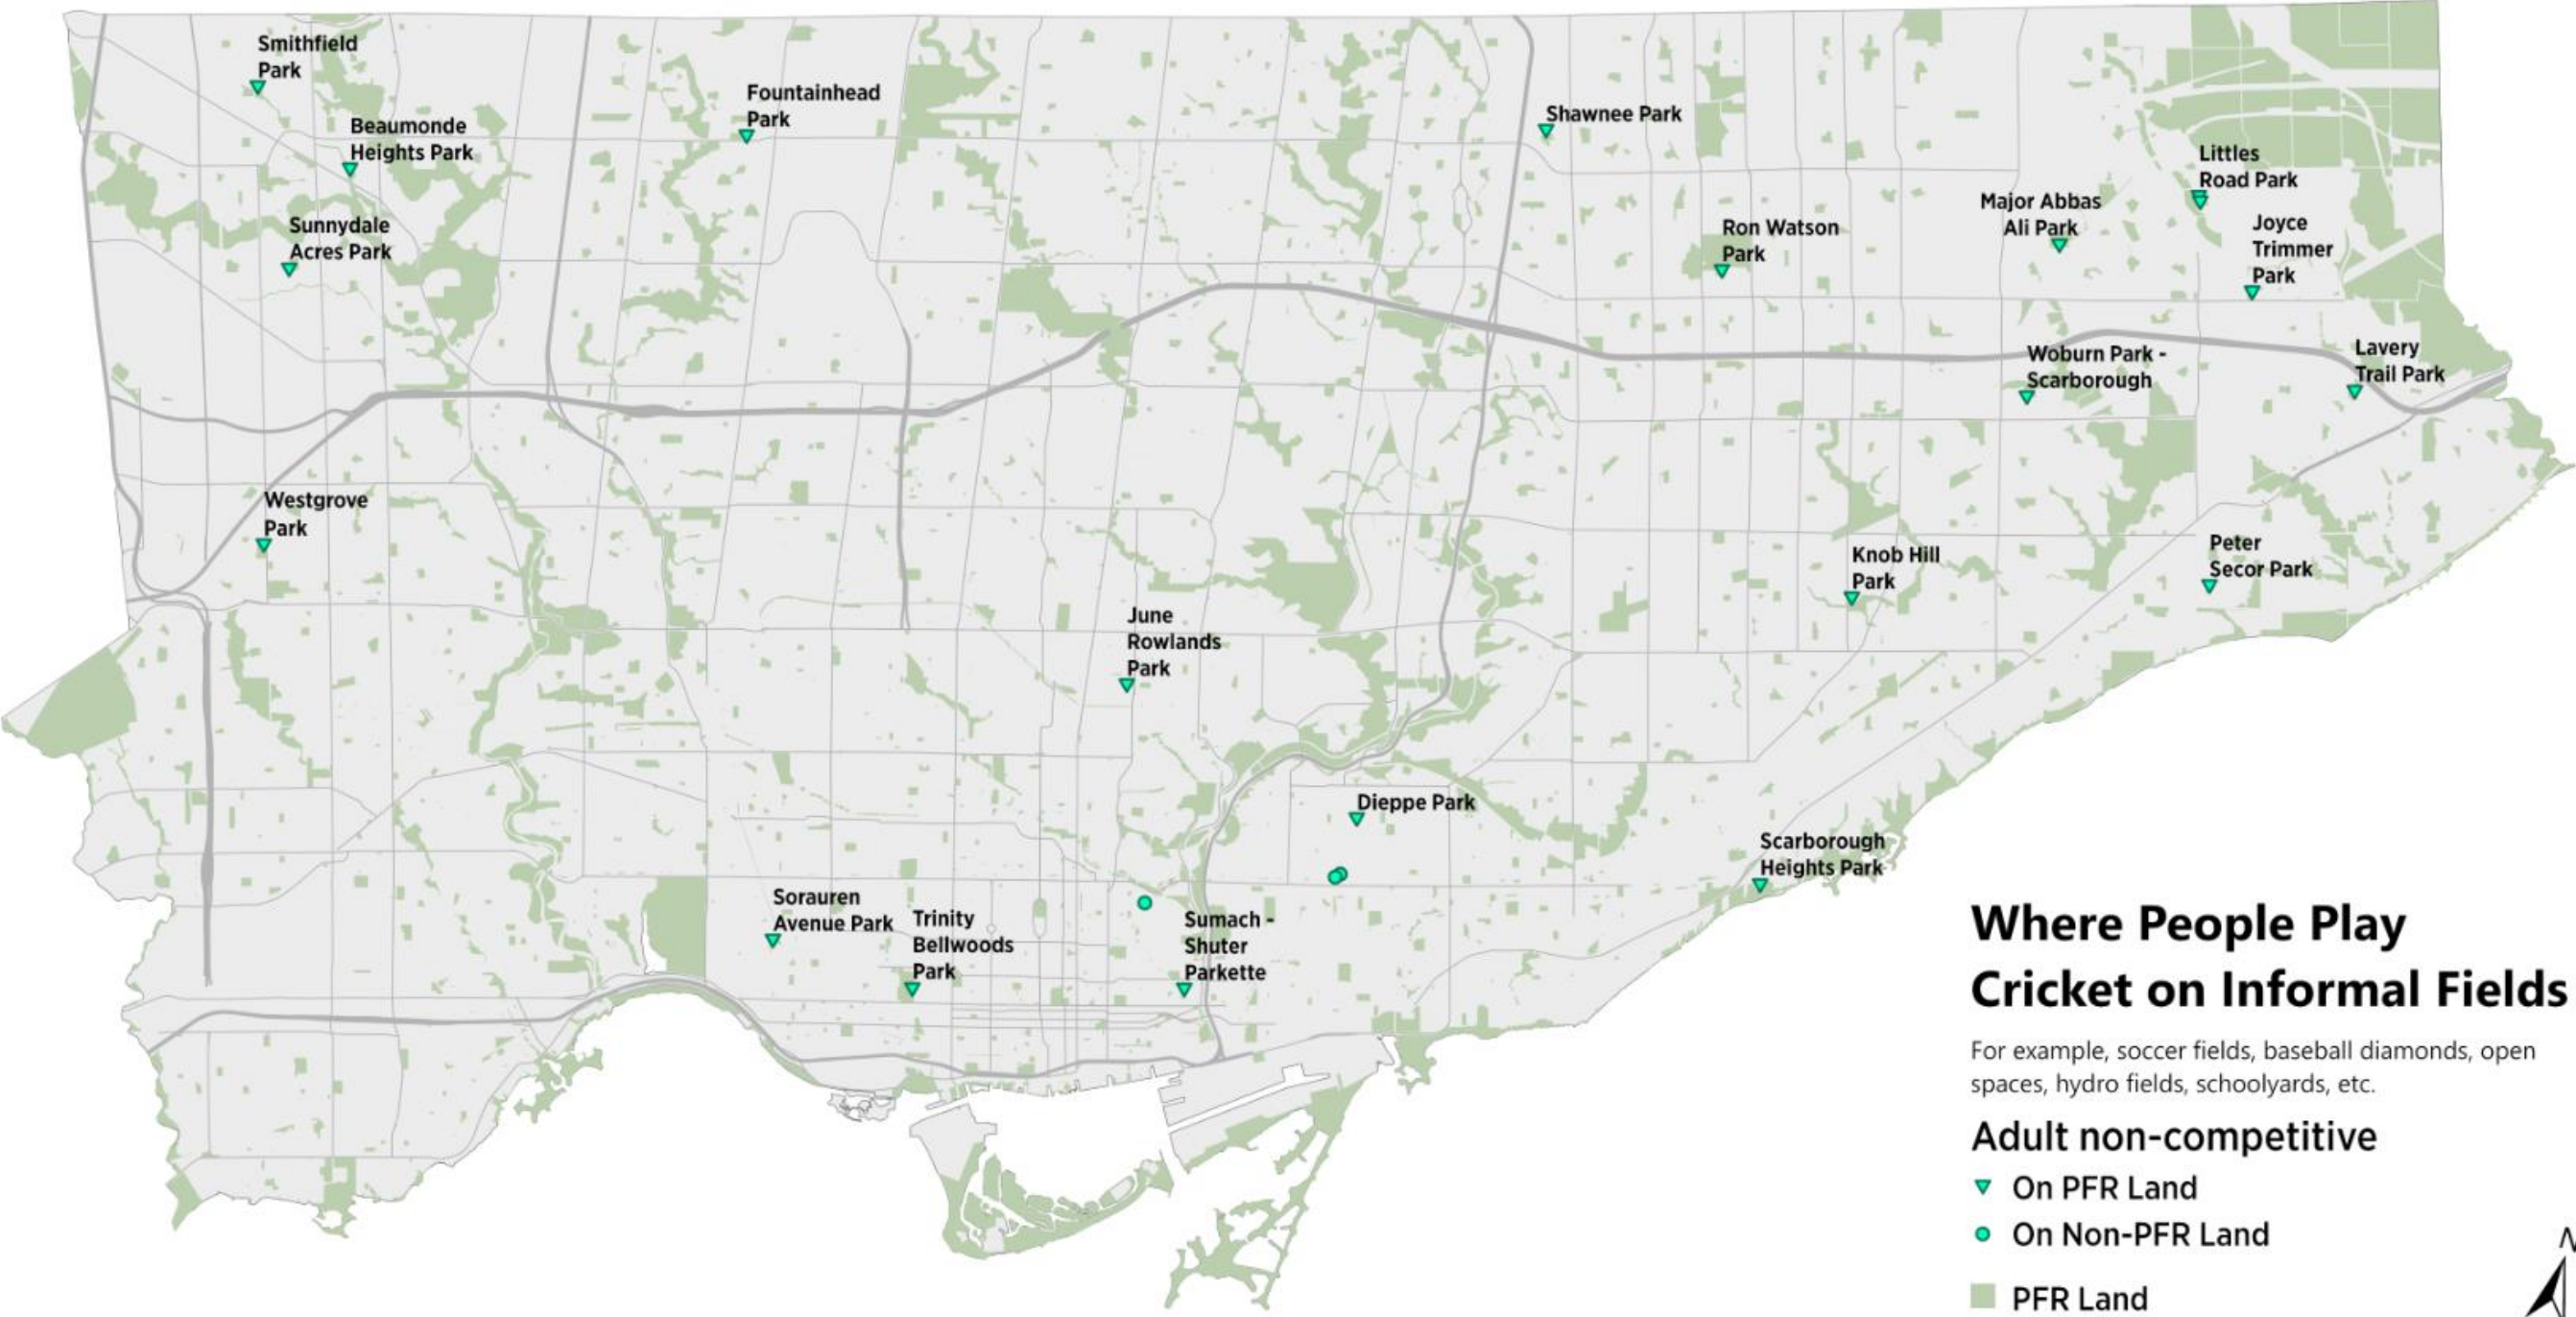 Smithfield
Park
Beaumonde
Heights Park
Sunnydale
Acres Park
Fountainhead
Park
Shawnee Park
Littles
Road Park
Major Abbas
Ali Park
Ron Watson
Park
Joyce
Trimmer
Park
Woburn Park -
Scarborough
Lavery
Trail Park
Westgrove
Park
Knob Hill
Park
Peter
Secor Park
June
Rowlands
Park
Dieppe Park
Scarborough
Heights Park
Sorauren
Avenue Park
Trinity
Bellwoods
Park
Sumach -
Shuter
Parkette
Where People Play
Cricket on Informal Fields
For example, soccer fields, baseball diamonds, open
spaces, hydro fields, schoolyards, etc.
Adult non-competitive
On PFR Land
On Non-PFR Land
PFR Land
N